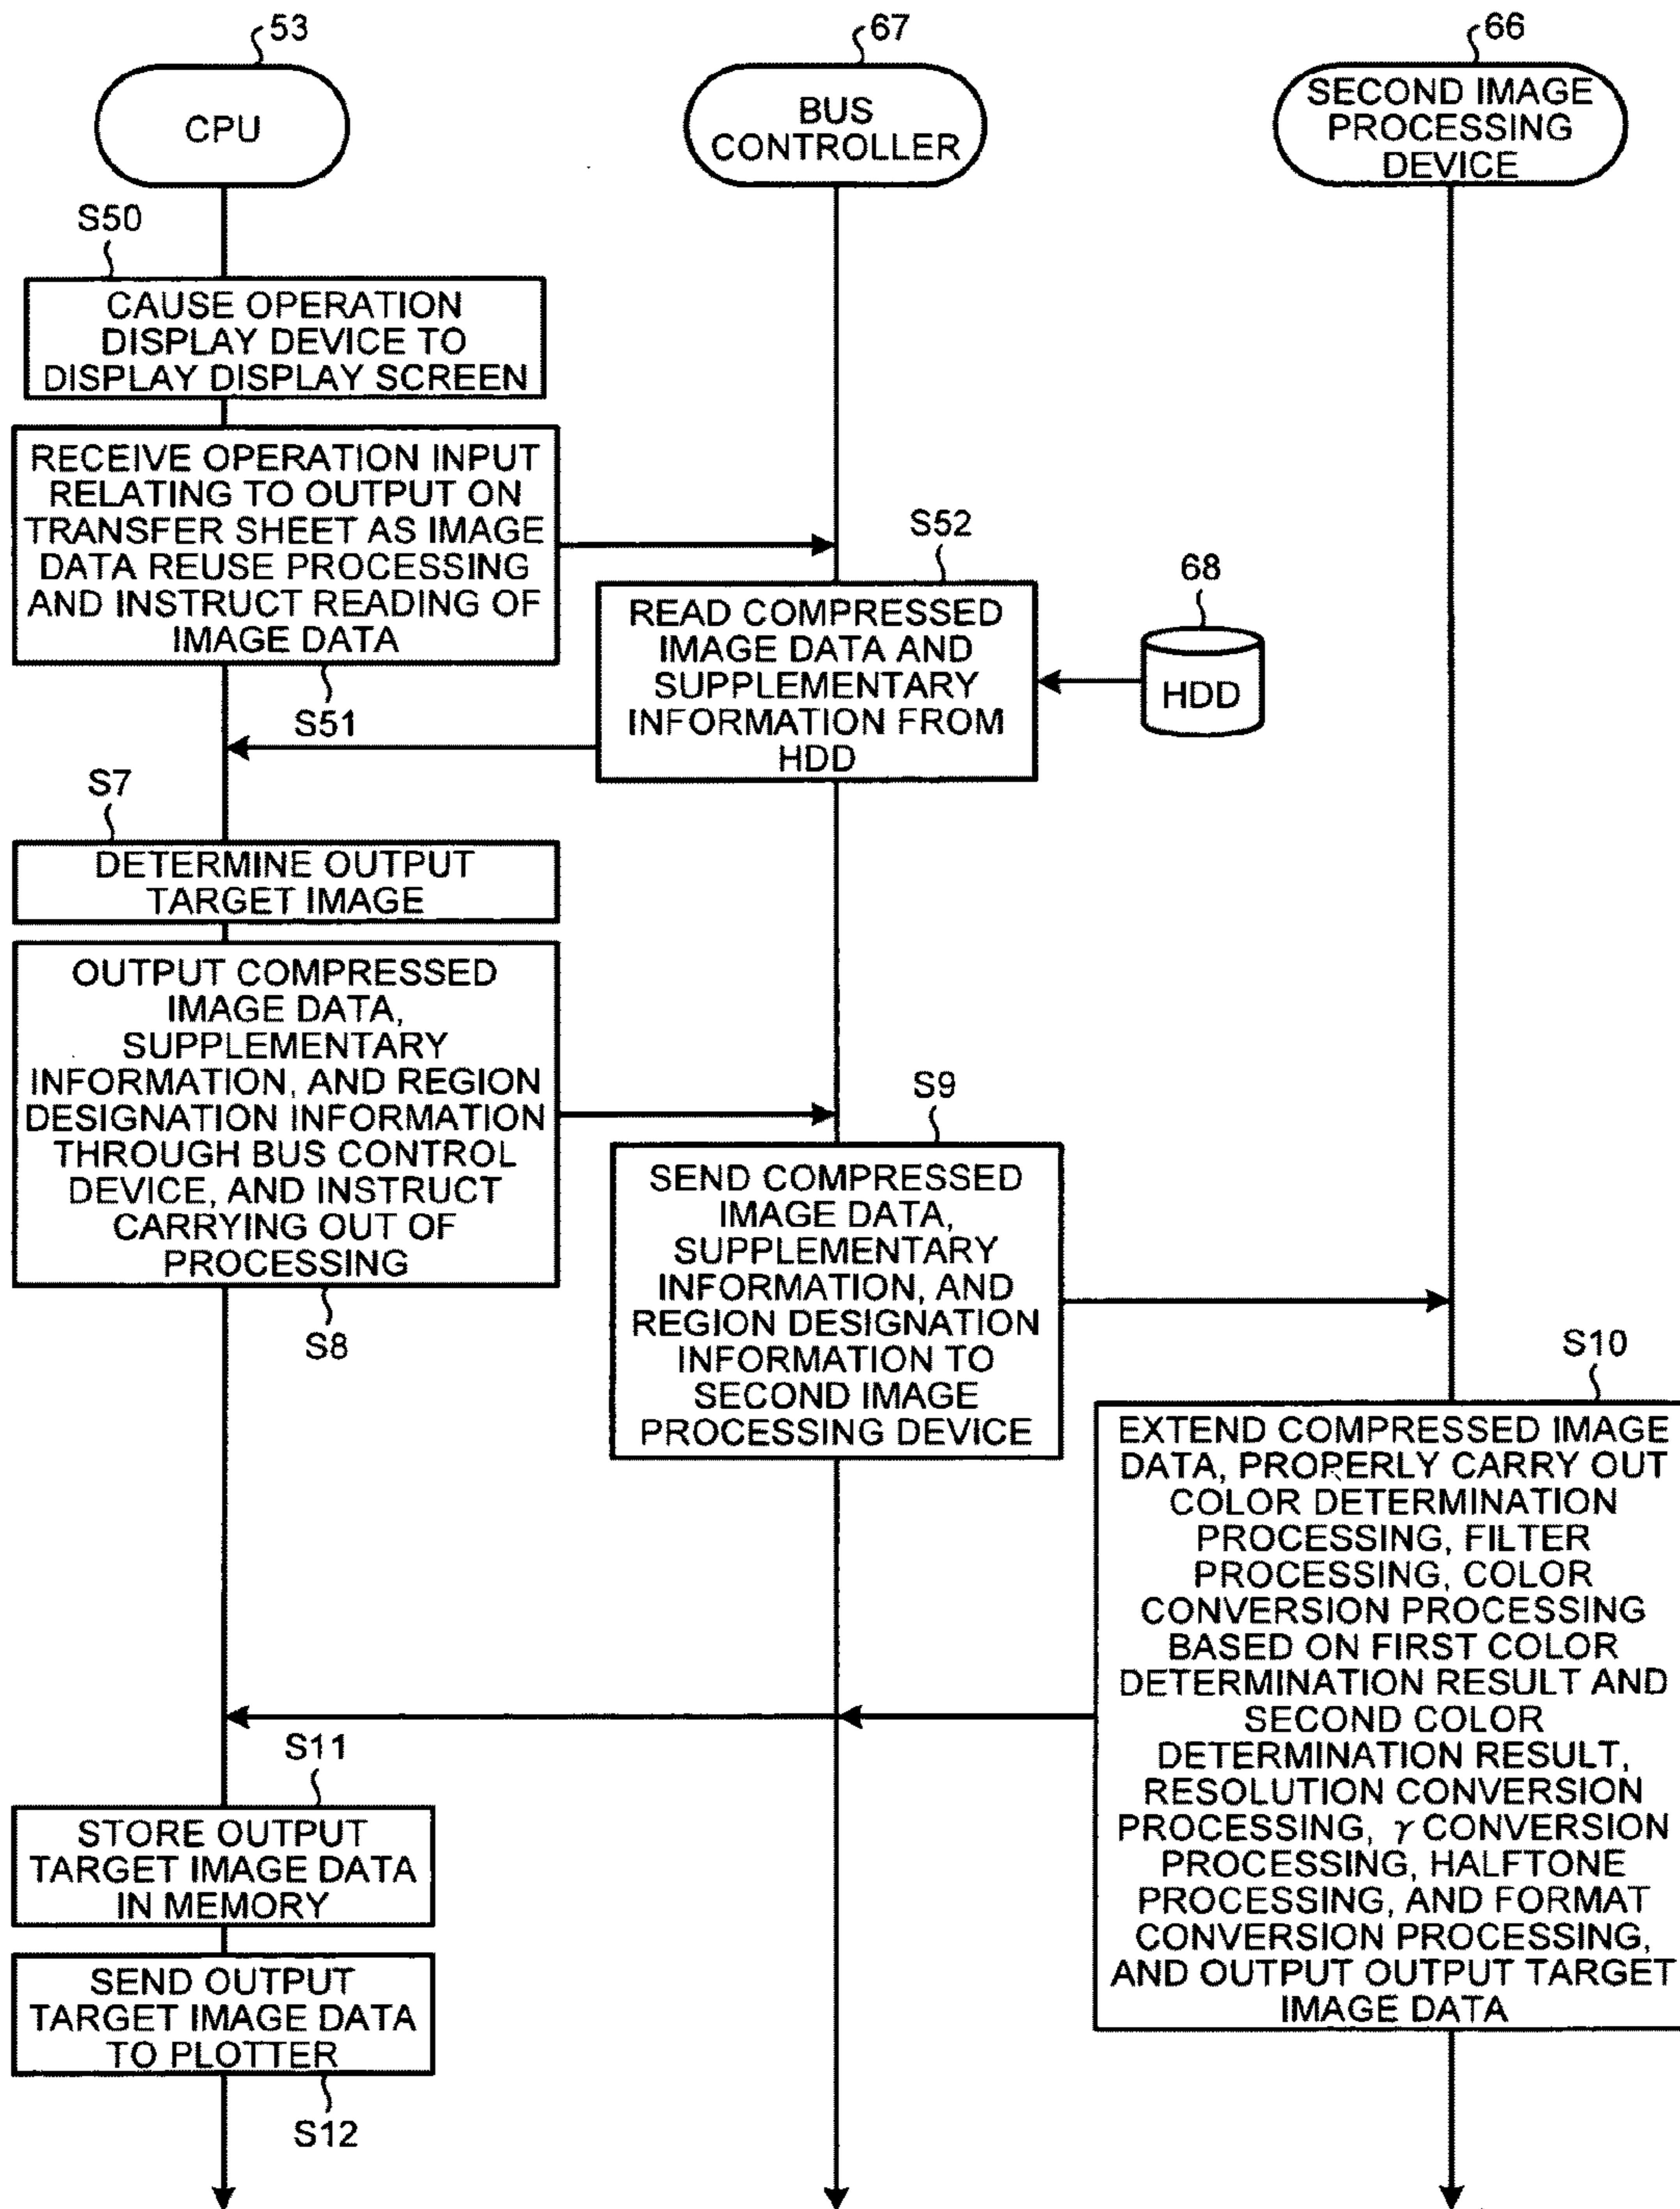 53
67
66
CPU
BUS
CONTROLLER
SECOND IMAGE
PROCESSING
DEVICE
S50
CAUSE OPERATION
DISPLAY DEVICE TO
DISPLAY DISPLAY SCREEN
RECEIVE OPERATION INPUT
RELATING TO OUTPUT ON
TRANSFER SHEET AS IMAGE
DATA REUSE PROCESSING
AND INSTRUCT READING OF
IMAGE DATA
S51
S52
READ COMPRESSED
IMAGE DATA AND
SUPPLEMENTARY
INFORMATION FROM
HDD
68
HDD
S7
DETERMINE OUTPUT
TARGET IMAGE
OUTPUT COMPRESSED
IMAGE DATA,
SUPPLEMENTARY
INFORMATION, AND REGION
DESIGNATION INFORMATION
THROUGH BUS CONTROL
DEVICE, AND INSTRUCT
CARRYING OUT OF
PROCESSING
S8
S9
SEND COMPRESSED
IMAGE DATA,
SUPPLEMENTARY
INFORMATION, AND
REGION DESIGNATION
INFORMATION TO
SECOND IMAGE
PROCESSING DEVICE
S10
EXTEND COMPRESSED IMAGE
DATA, PROPERLY CARRY OUT
COLOR DETERMINATION
PROCESSING, FILTER
PROCESSING, COLOR
CONVERSION PROCESSING
BASED ON FIRST COLOR
DETERMINATION RESULT AND
SECOND COLOR
DETERMINATION RESULT,
RESOLUTION CONVERSION
PROCESSING, γ CONVERSION
PROCESSING, HALFTONE
PROCESSING, AND FORMAT
CONVERSION PROCESSING,
AND OUTPUT OUTPUT TARGET
IMAGE DATA
S11
STORE OUTPUT
TARGET IMAGE DATA
IN MEMORY
SEND OUTPUT
TARGET IMAGE DATA
TO PLOTTER
S12